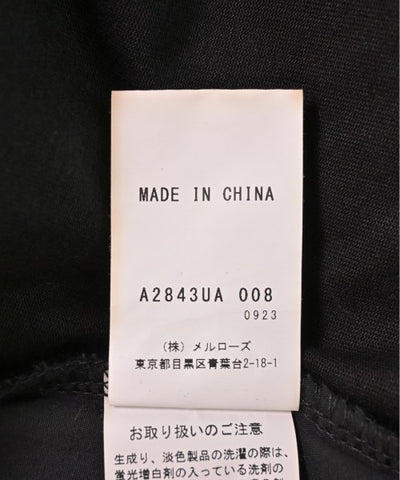 MADE IN CHINA
A2843UA 008
0923
(株) メルローズ
東京都目黒区青葉台2-18-1
お取り扱いのご注意
生成り、淡色製品の洗濯の際は、
蛍光増白剤の入っている洗剤の